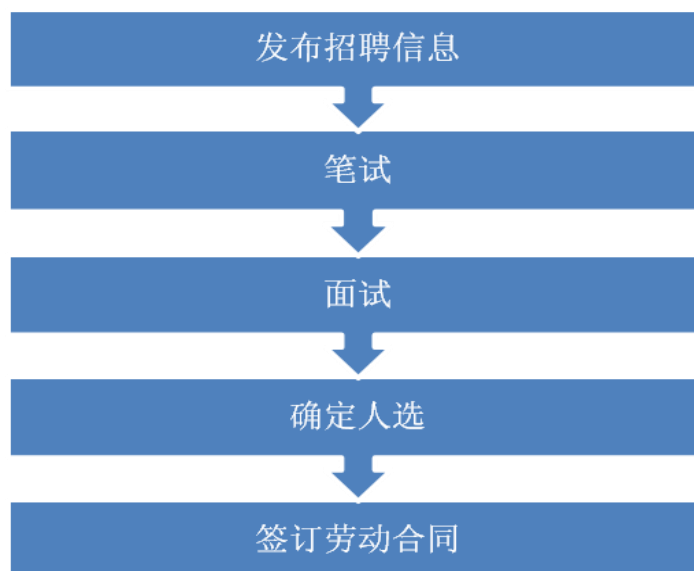 发布招聘信息
笔试
面试
确定人选
签订劳动合同